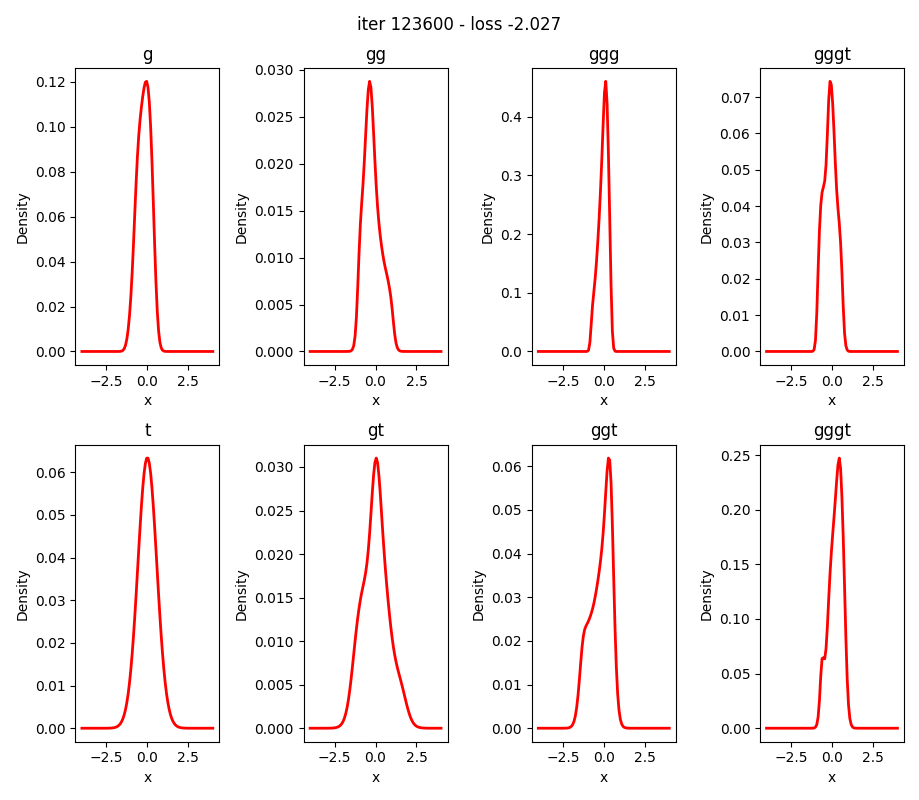 iter 123600 - loss -2.027
g
gg
ggg
gggt
0.12
0.10
0.08
0.06
0.04
0.02
0.00
Density
−2.5 0.0 2.5
x
0.030
0.025
0.020
0.015
0.010
0.005
0.000
Density
−2.5 0.0 2.5
x
0.4
0.3
0.2
0.1
0.0
Density
−2.5 0.0 2.5
x
0.07
0.06
0.05
0.04
0.03
0.02
0.01
0.00
Density
−2.5 0.0 2.5
x
t
gt
ggt
gggt
0.06
0.05
0.04
0.03
0.02
0.01
0.00
Density
−2.5 0.0 2.5
x
0.030
0.025
0.020
0.015
0.010
0.005
0.000
Density
−2.5 0.0 2.5
x
0.06
0.05
0.04
0.03
0.02
0.01
0.00
Density
−2.5 0.0 2.5
x
0.25
0.20
0.15
0.10
0.05
0.00
Density
−2.5 0.0 2.5
x